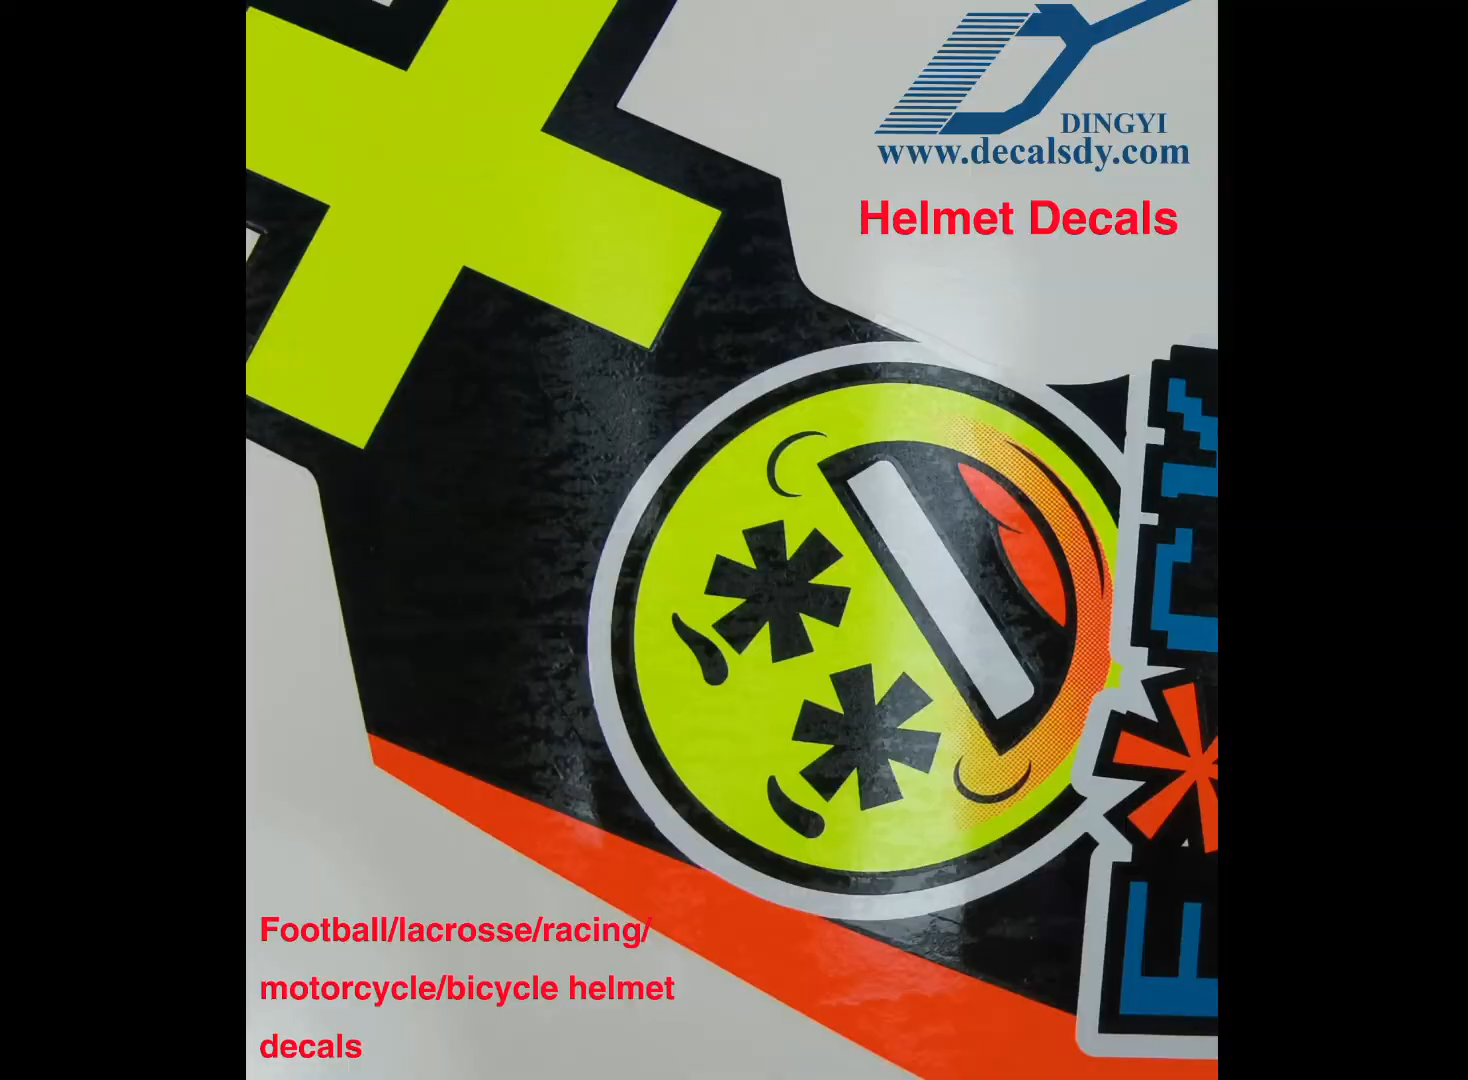 DINGYI
www.decalsdy.com
Helmet Decals
Football/lacrosse/racing/
motorcycle/bicycle helmet
decals